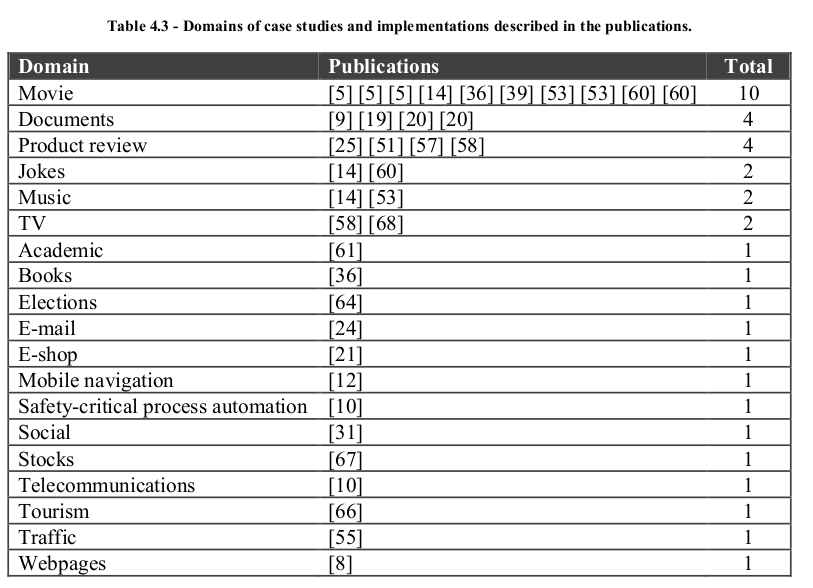 Table 4.3 - Domains of case studies and implementations described in the publications.
Domain Publications Total
Movie [5] [5] [5] [14] [36] [39] [53] [53] [60] [60] 10
Documents [9] [19] [20] [20] 4
Product review [25] [51] [57] [58] 4
Jokes [14] [60] 2
Music [14] [53] 2
TV [58] [68] 2
Academic [61] 1
Books [36] 1
Elections [64] 1
E-mail [24] 1
E-shop [21] 1
Mobile navigation [12] 1
Safety-critical process automation [10] 1
Social [31] 1
Stocks [67] 1
Telecommunications [10] 1
Tourism [66] 1
Traffic [55] 1
Webpages [8] 1